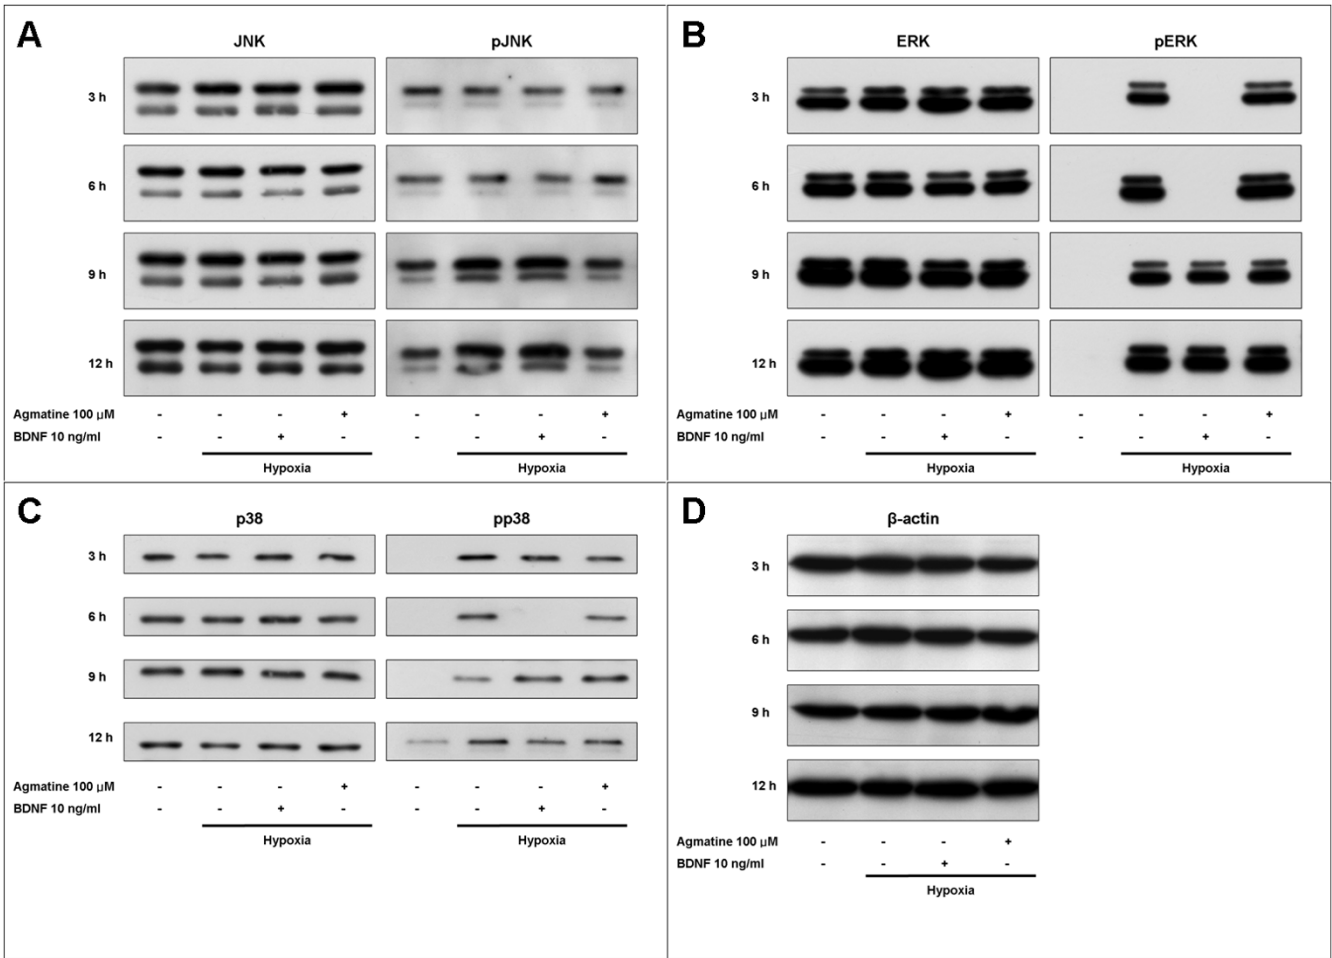 A
JNK pJNK
3 h
6 h
9 h
12 h
Agmatine 100 μM - - - + - - - +
BDNF 10 ng/ml - - + - - - + -
Hypoxia Hypoxia
B
ERK pERK
3 h
6 h
9 h
12 h
Agmatine 100 μM - - - + - - - +
BDNF 10 ng/ml - - + - - - + -
Hypoxia Hypoxia
C
p38 pp38
3 h
6 h
9 h
12 h
Agmatine 100 μM - - - + - - - +
BDNF 10 ng/ml - - + - - - + -
Hypoxia Hypoxia
D
β-actin
3 h
6 h
9 h
12 h
Agmatine 100 μM - - - +
BDNF 10 ng/ml - - + -
Hypoxia